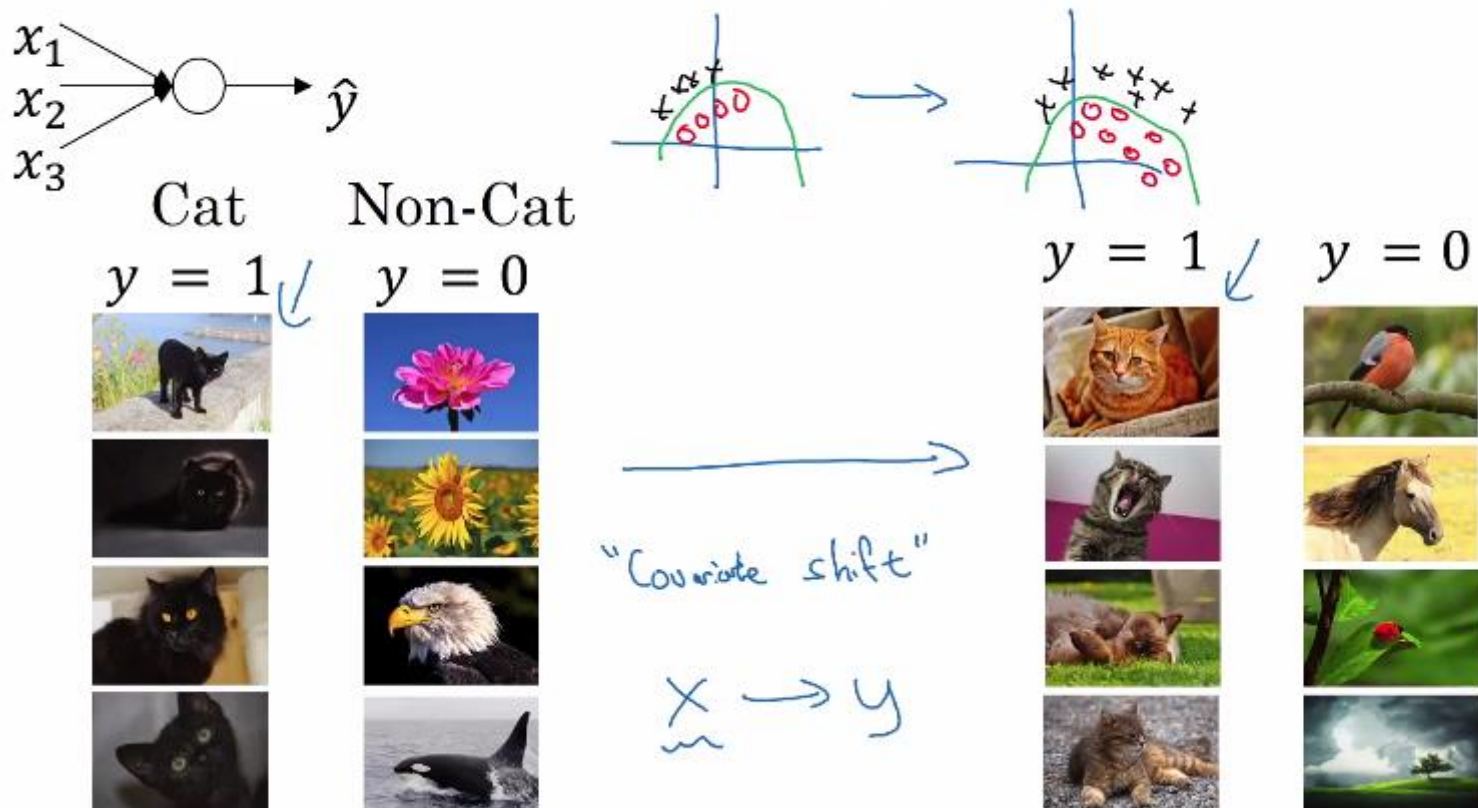 x₁
x₂
x₃
ŷ
Cat
Non-Cat
y = 1
y = 0
y = 1
y = 0
"Covariate shift"
x → y